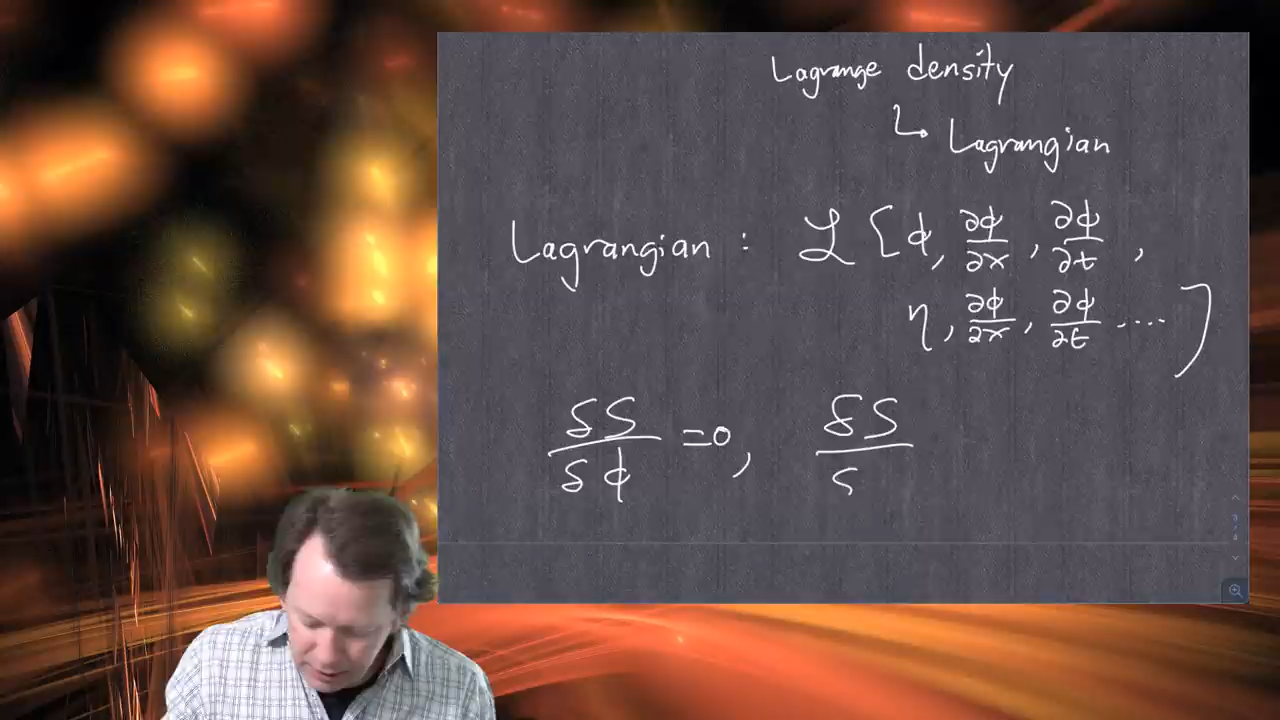 Lagrange density
↳ Lagrangian
Lagrangian : ℒ [ϕ, ∂ϕ/∂x, ∂ϕ/∂t,
η, ∂ϕ/∂x, ∂ϕ/∂t ....]
δS/δϕ =0, δS/